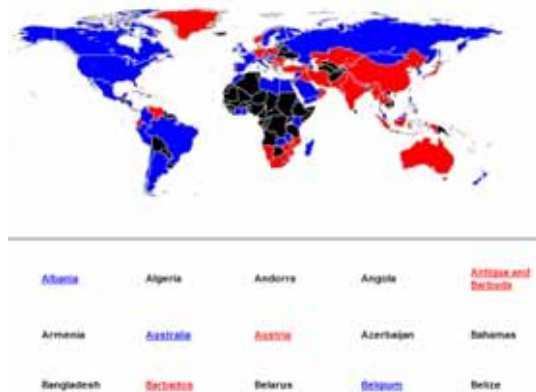 Albania Algeria Andorra Angola Antigua and
Barbuda
Armenia Australia Austria Azerbaijan Bahamas
Bangladesh Barbados Belarus Belgium Belize